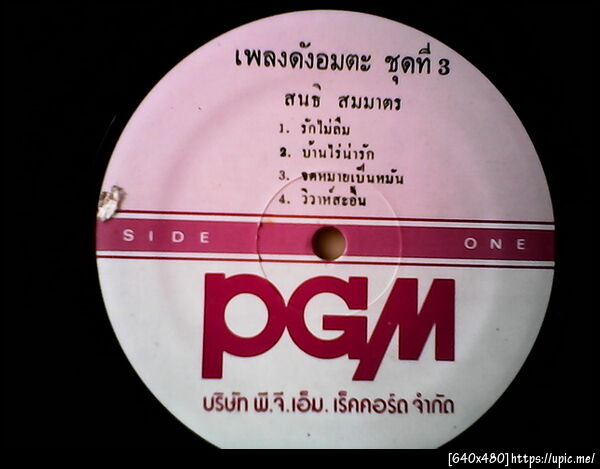 เพลงดังอมตะ ชุดที่ 3
สนธิ สมมาตร
1. รักไม่ลืม
2. บ้านไร่น่ารัก
3. จดหมายเป็นหมัน
4. วิวาห์สะอื้น
SIDE ONE
PGM
บริษัท พี.จี.เอ็ม. เร็คคอร์ด จำกัด
[640x480]https://upic.me/